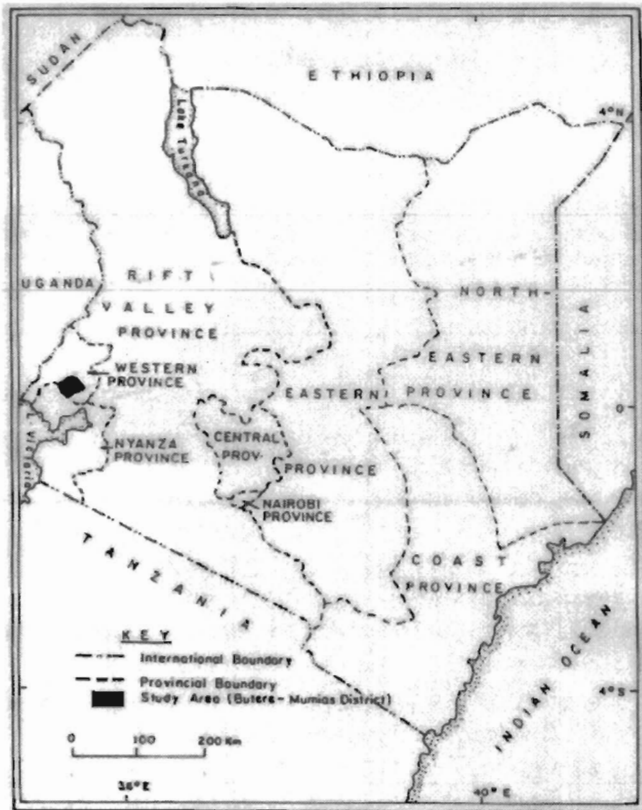 SUDAN
ETHIOPIA
4°N
Lake Turkana
UGANDA
RIFT
VALLEY
PROVINCE
NORTH-
EASTERN
PROVINCE
SOMALIA
WESTERN
PROVINCE
EASTERN
PROVINCE
0
L. Victoria
NYANZA
PROVINCE
CENTRAL
PROV.
NAIROBI
PROVINCE
COAST
PROVINCE
TANZANIA
INDIAN OCEAN
KEY
International Boundary
Provincial Boundary
Study Area (Butere-Mumias District)
4°S
0 100 200 Km
36°E
40°E